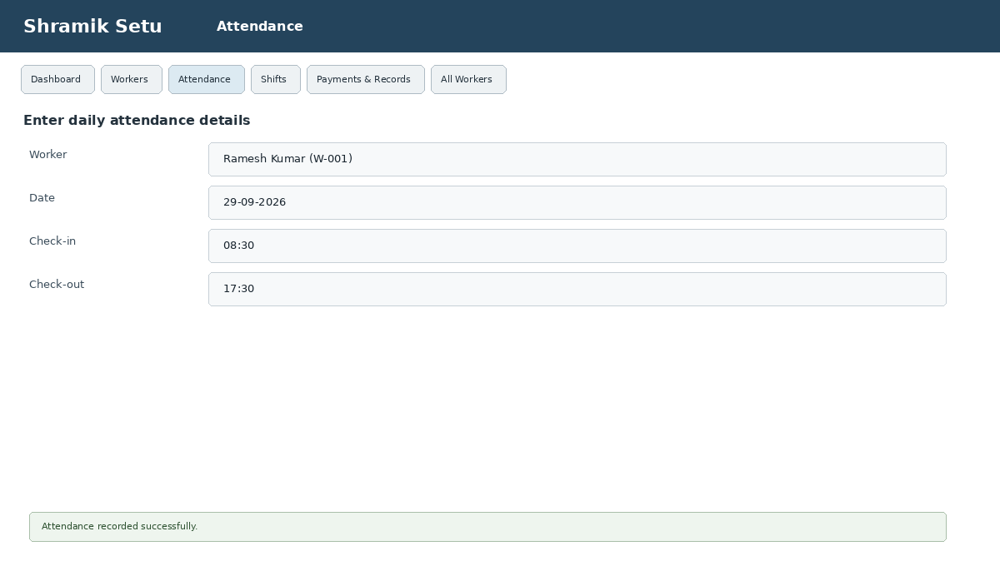 Shramik Setu
Attendance
Dashboard
Workers
Attendance
Shifts
Payments & Records
All Workers
Enter daily attendance details
Worker
Ramesh Kumar (W-001)
Date
29-09-2026
Check-in
08:30
Check-out
17:30
Attendance recorded successfully.